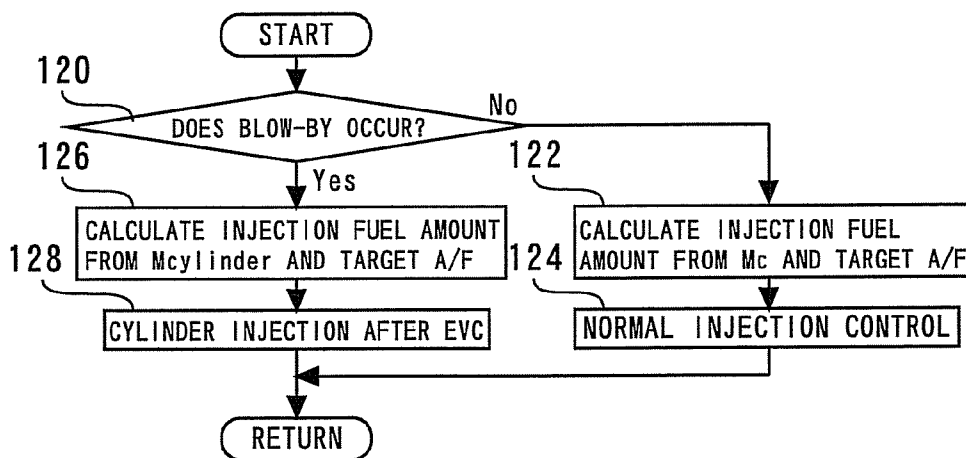 START
120
DOES BLOW-BY OCCUR?
No
Yes
126
CALCULATE INJECTION FUEL AMOUNT
FROM Mcylinder AND TARGET A/F
122
CALCULATE INJECTION FUEL
AMOUNT FROM Mc AND TARGET A/F
128
CYLINDER INJECTION AFTER EVC
124
NORMAL INJECTION CONTROL
RETURN